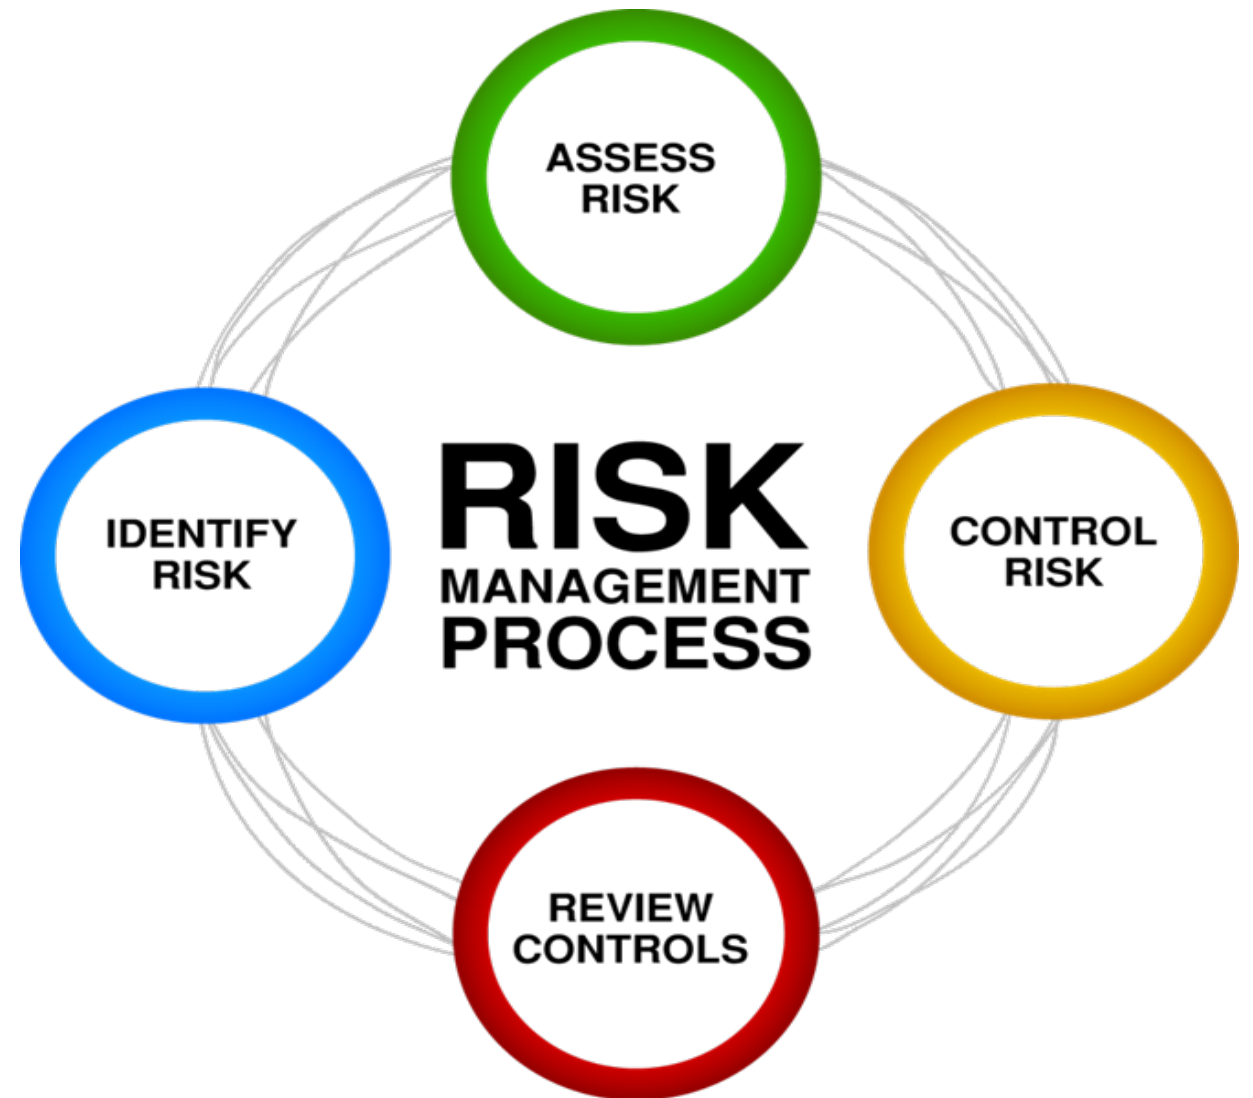 ASSESS
RISK
IDENTIFY
RISK
RISK
MANAGEMENT
PROCESS
CONTROL
RISK
REVIEW
CONTROLS